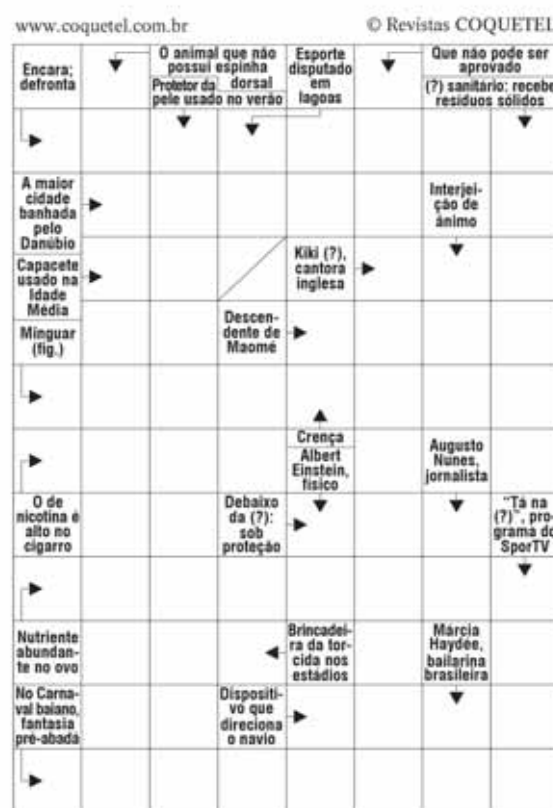 www.coquetel.com.br
© Revistas COQUETEL
Encara;
defronta
O animal que não
possui espinha
dorsal
Protetor da
pele usado no verão
Esporte
disputado
em
lagoas
Que não pode ser
aprovado
(?) sanitário: recebe
resíduos sólidos
A maior
cidade
banhada
pelo
Danúbio
Interjei-
ção de
ânimo
Capacete
usado na
Idade
Média
Kiki (?),
cantora
inglesa
Minguar
(fig.)
Descen-
dente de
Maomé
Crença
Albert
Einstein,
físico
Augusto
Nunes,
jornalista
O de
nicotina é
alto no
cigarro
Debaixo
da (?):
sob
proteção
"Tá na
(?)", pro-
grama do
SporTV
Nutriente
abundan-
te no ovo
Brincadei-
ra da tor-
cida nos
estádios
Márcia
Haydée,
bailarina
brasileira
No Carna-
val baiano,
fantasia
pré-abadá
Dispositi-
vo que
direciona
o navio